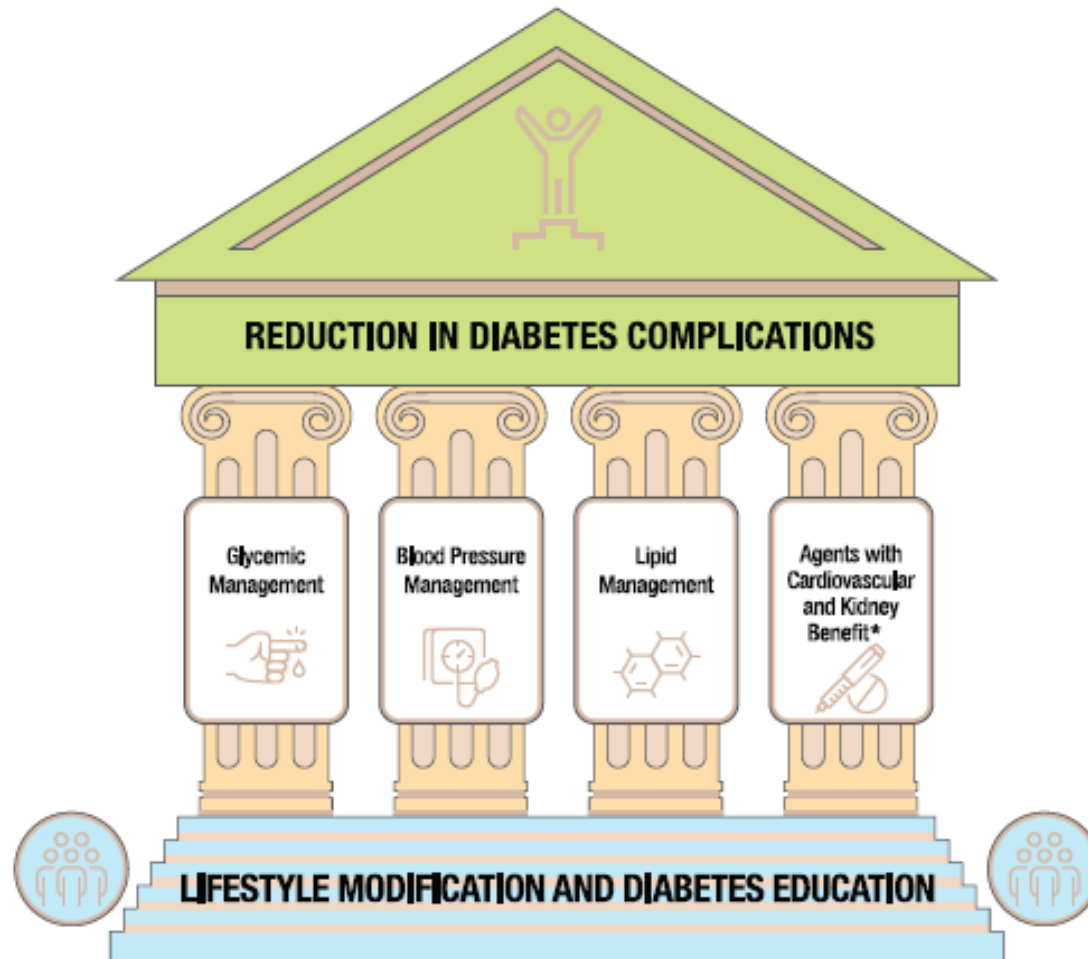 REDUCTION IN DIABETES COMPLICATIONS
Glycemic
Management
Blood Pressure
Management
Lipid
Management
Agents with
Cardiovascular
and Kidney
Benefit*
LIFESTYLE MODIFICATION AND DIABETES EDUCATION